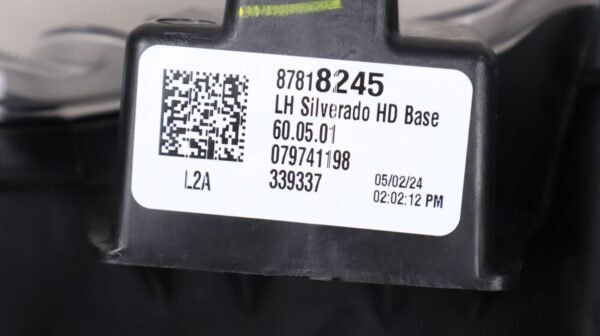 87818245
LH Silverado HD Base
60.05.01
079741198
L2A
339337
05/02/24
02:02:12 PM